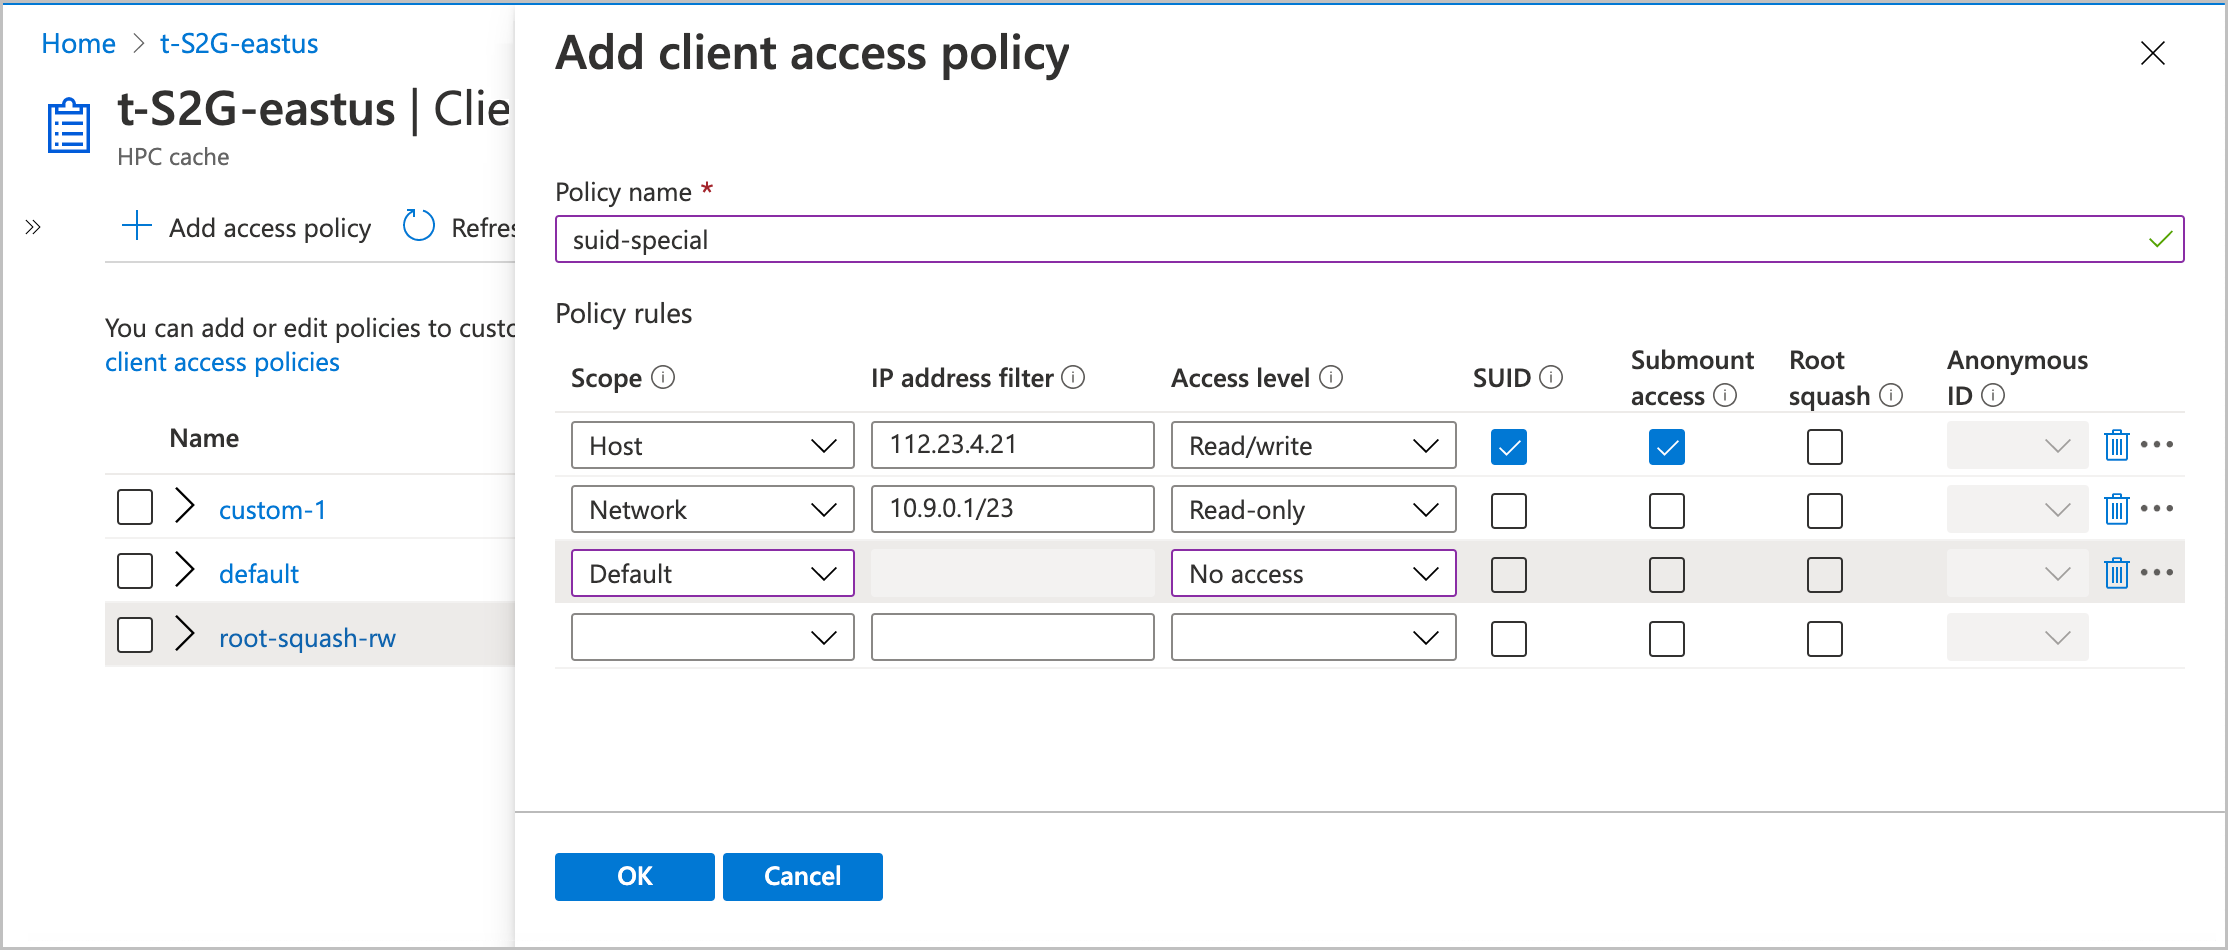 Home > t-S2G-eastus
t-S2G-eastus | Clie
HPC cache
» + Add access policy Refres
You can add or edit policies to custo
client access policies
Name
custom-1
default
root-squash-rw
Add client access policy
Policy name *
suid-special
Policy rules
Scope IP address filter Access level SUID Submount access Root squash Anonymous ID
Host 112.23.4.21 Read/write
Network 10.9.0.1/23 Read-only
Default No access
OK Cancel